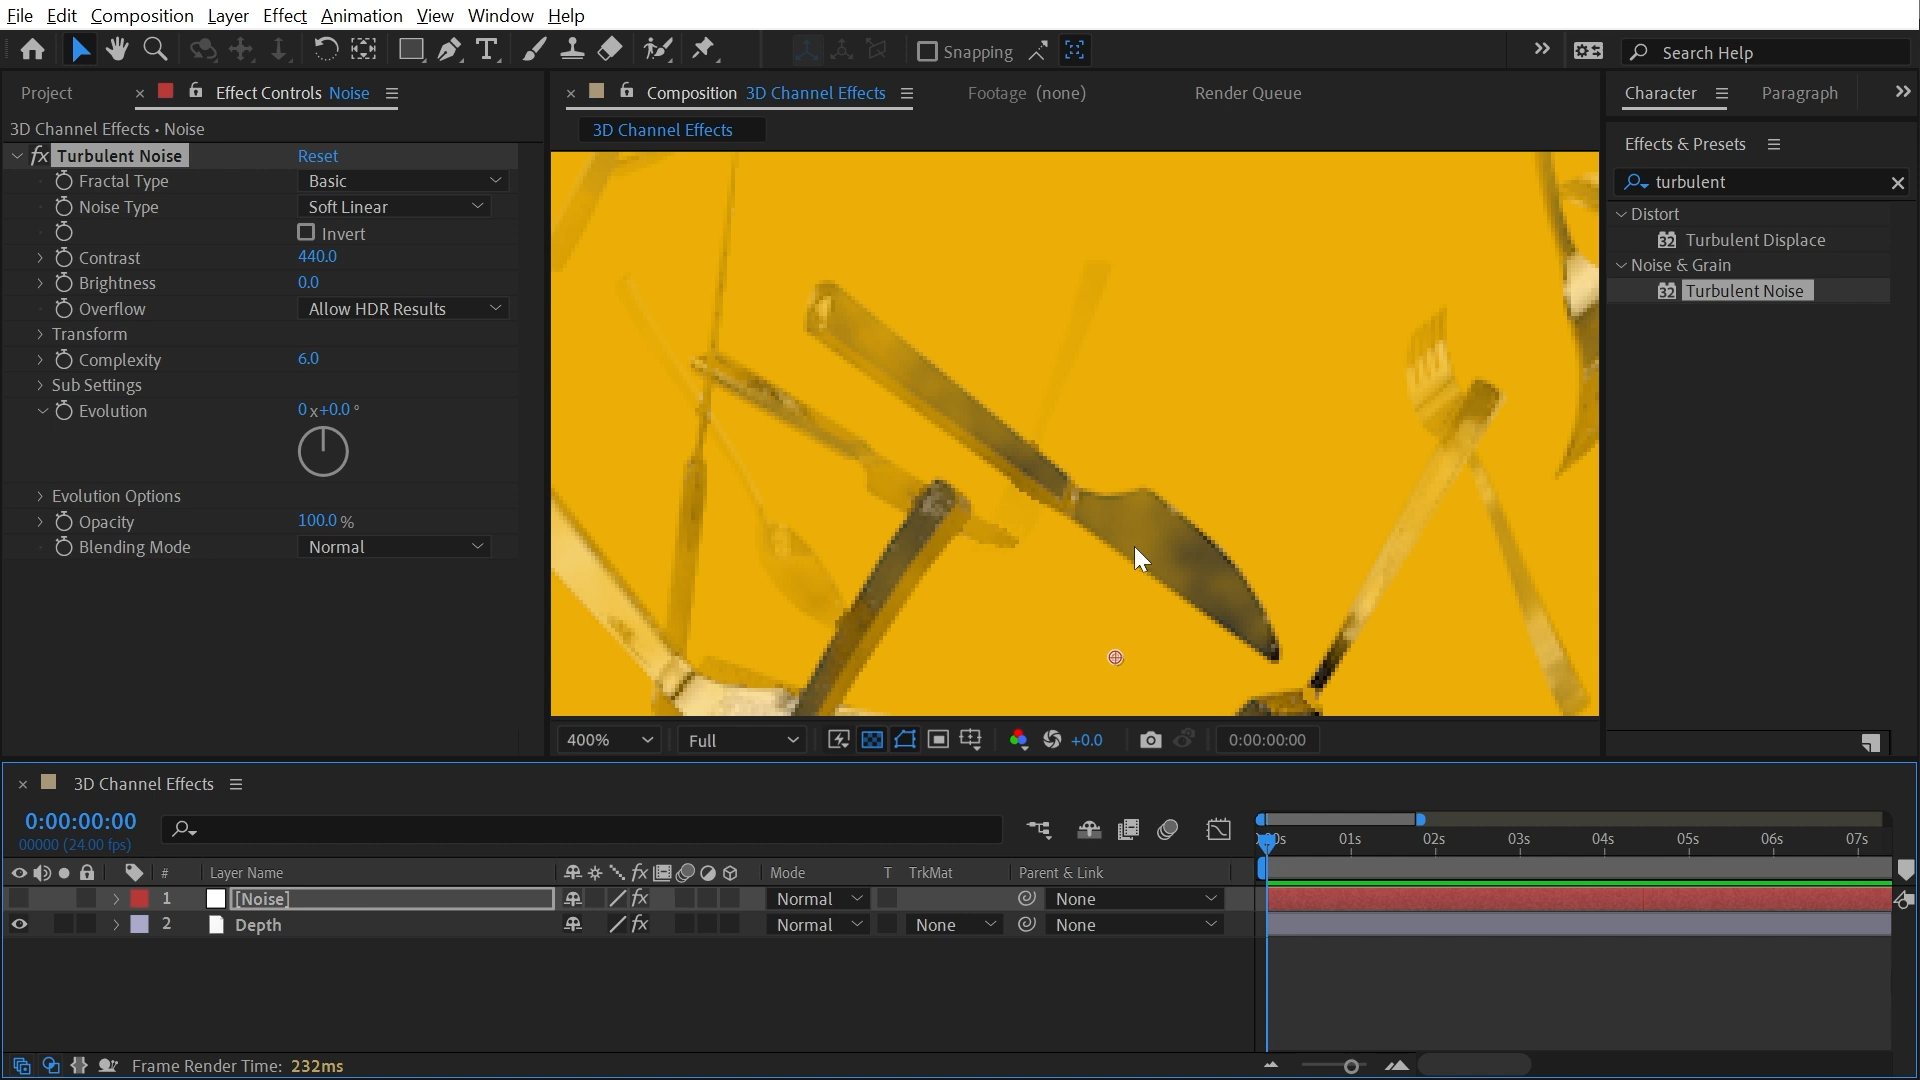 File Edit Composition Layer Effect Animation View Window Help
Snapping
Search Help
Project
Effect Controls Noise
Composition 3D Channel Effects
Footage (none)
Render Queue
Character
Paragraph
3D Channel Effects • Noise
3D Channel Effects
Effects & Presets
fx Turbulent Noise Reset
turbulent
Fractal Type Basic
Noise Type Soft Linear
Distort
Invert
32 Turbulent Displace
Contrast 440.0
Noise & Grain
Brightness 0.0
32 Turbulent Noise
Overflow Allow HDR Results
Transform
Complexity 6.0
Sub Settings
Evolution 0x+0.0°
Evolution Options
Opacity 100.0 %
Blending Mode Normal
400% Full +0.0 0:00:00:00
3D Channel Effects
0:00:00:00
00000 (24.00 fps)
01s 02s 03s 04s 05s 06s 07s
# Layer Name fx Mode T TrkMat Parent & Link
1 [Noise] fx Normal None
2 Depth fx Normal None None
Frame Render Time: 232ms